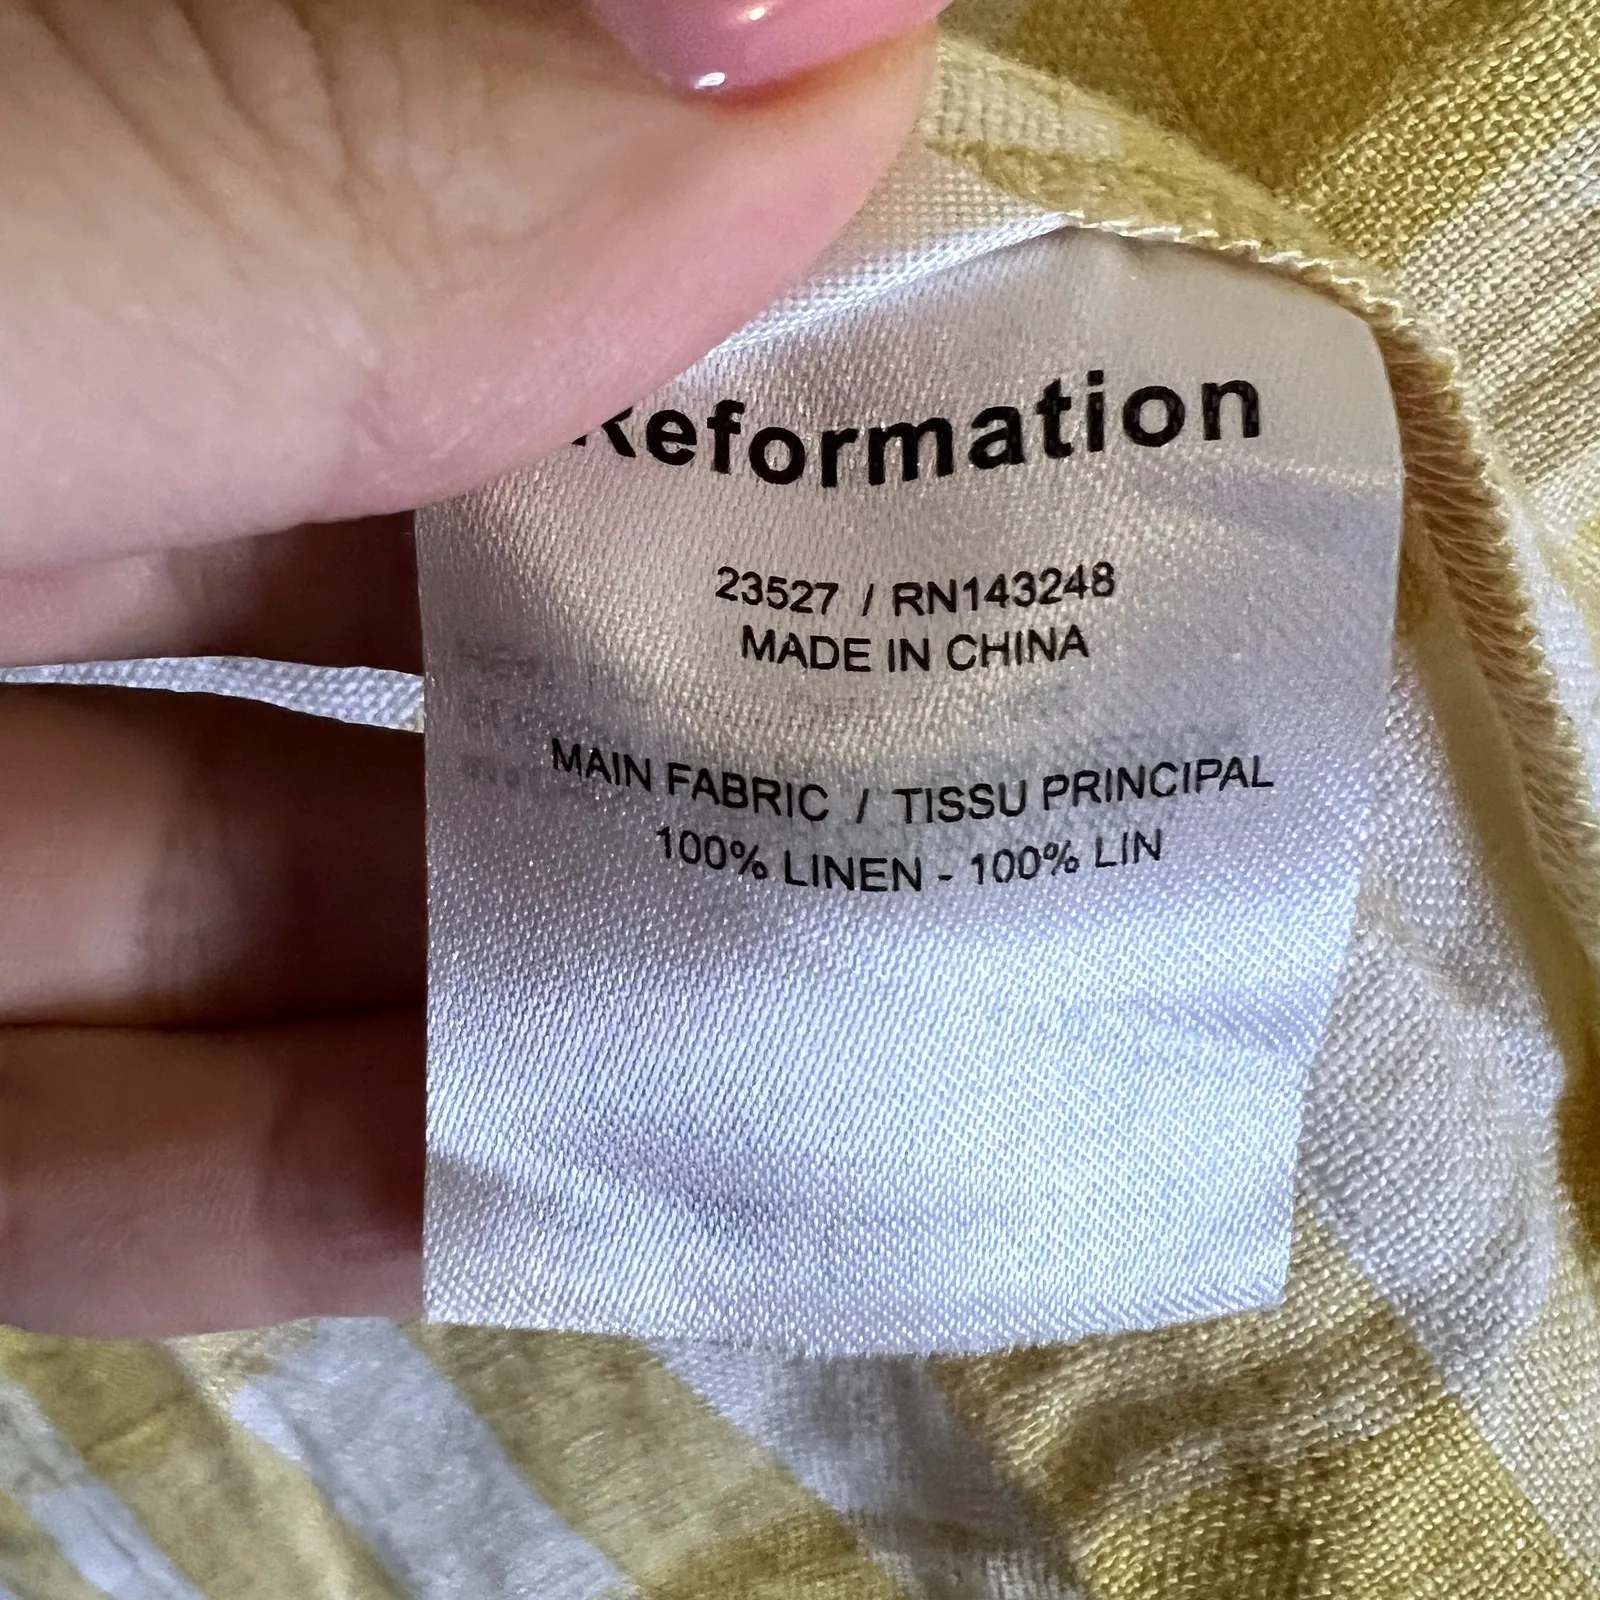 Reformation
23527 / RN143248
MADE IN CHINA
MAIN FABRIC / TISSU PRINCIPAL
100% LINEN - 100% LIN